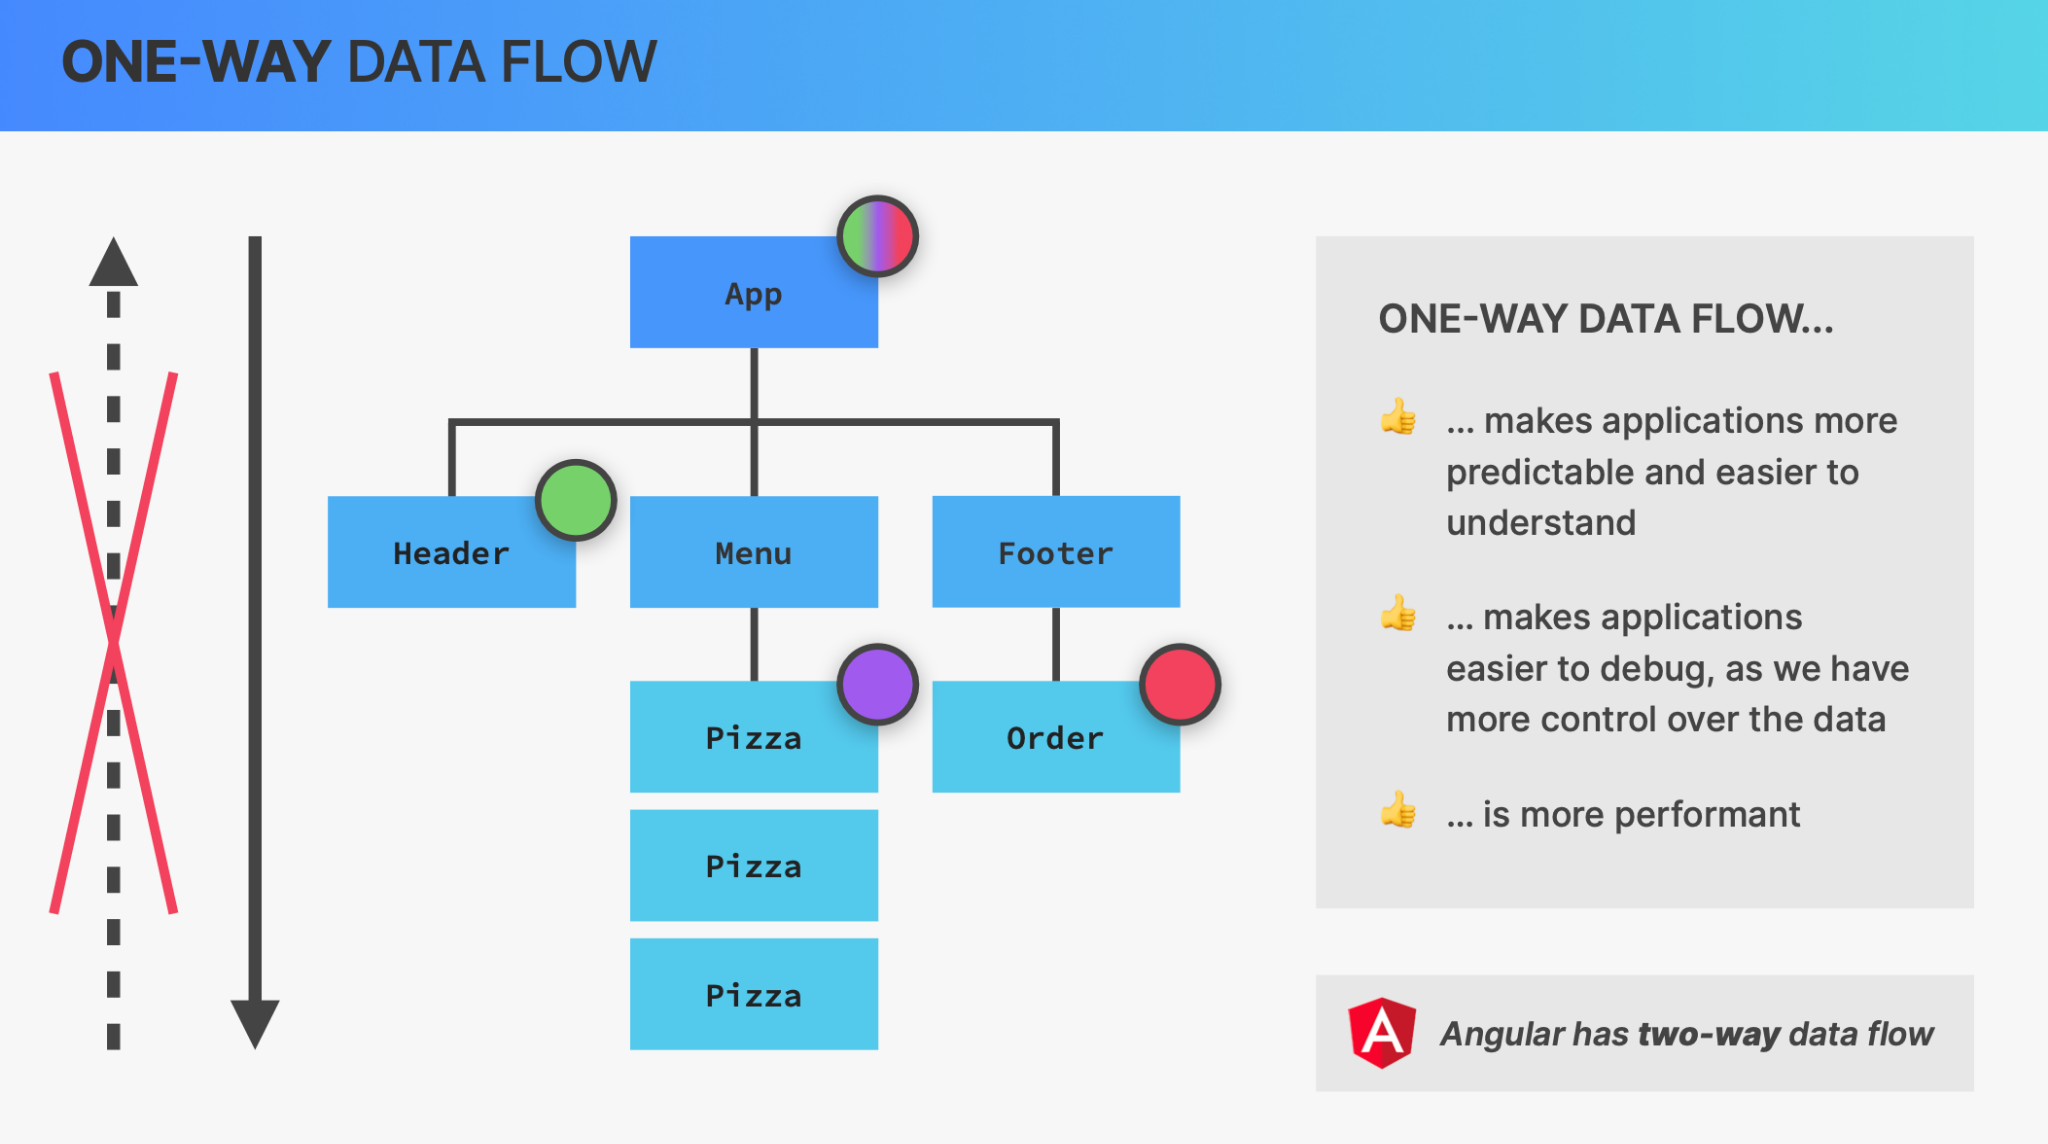 ONE-WAY DATA FLOW
App
Header
Menu
Footer
Pizza
Order
Pizza
Pizza
ONE-WAY DATA FLOW...
... makes applications more
predictable and easier to
understand
... makes applications
easier to debug, as we have
more control over the data
... is more performant
A
Angular has two-way data flow